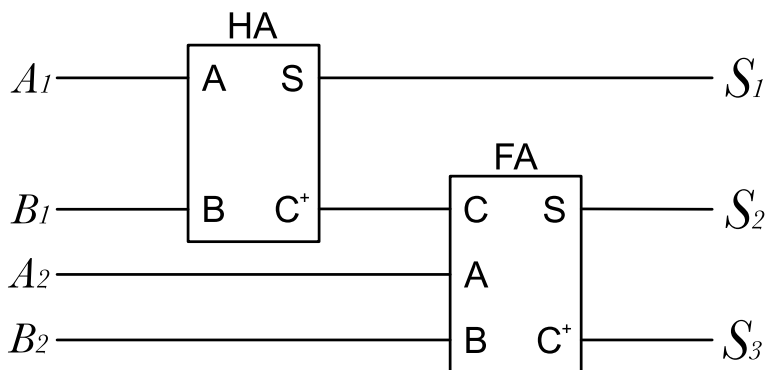 HA
A₁ A S S₁
FA
B₁ B C⁺ C S S₂
A₂ A
B₂ B C⁺ S₃